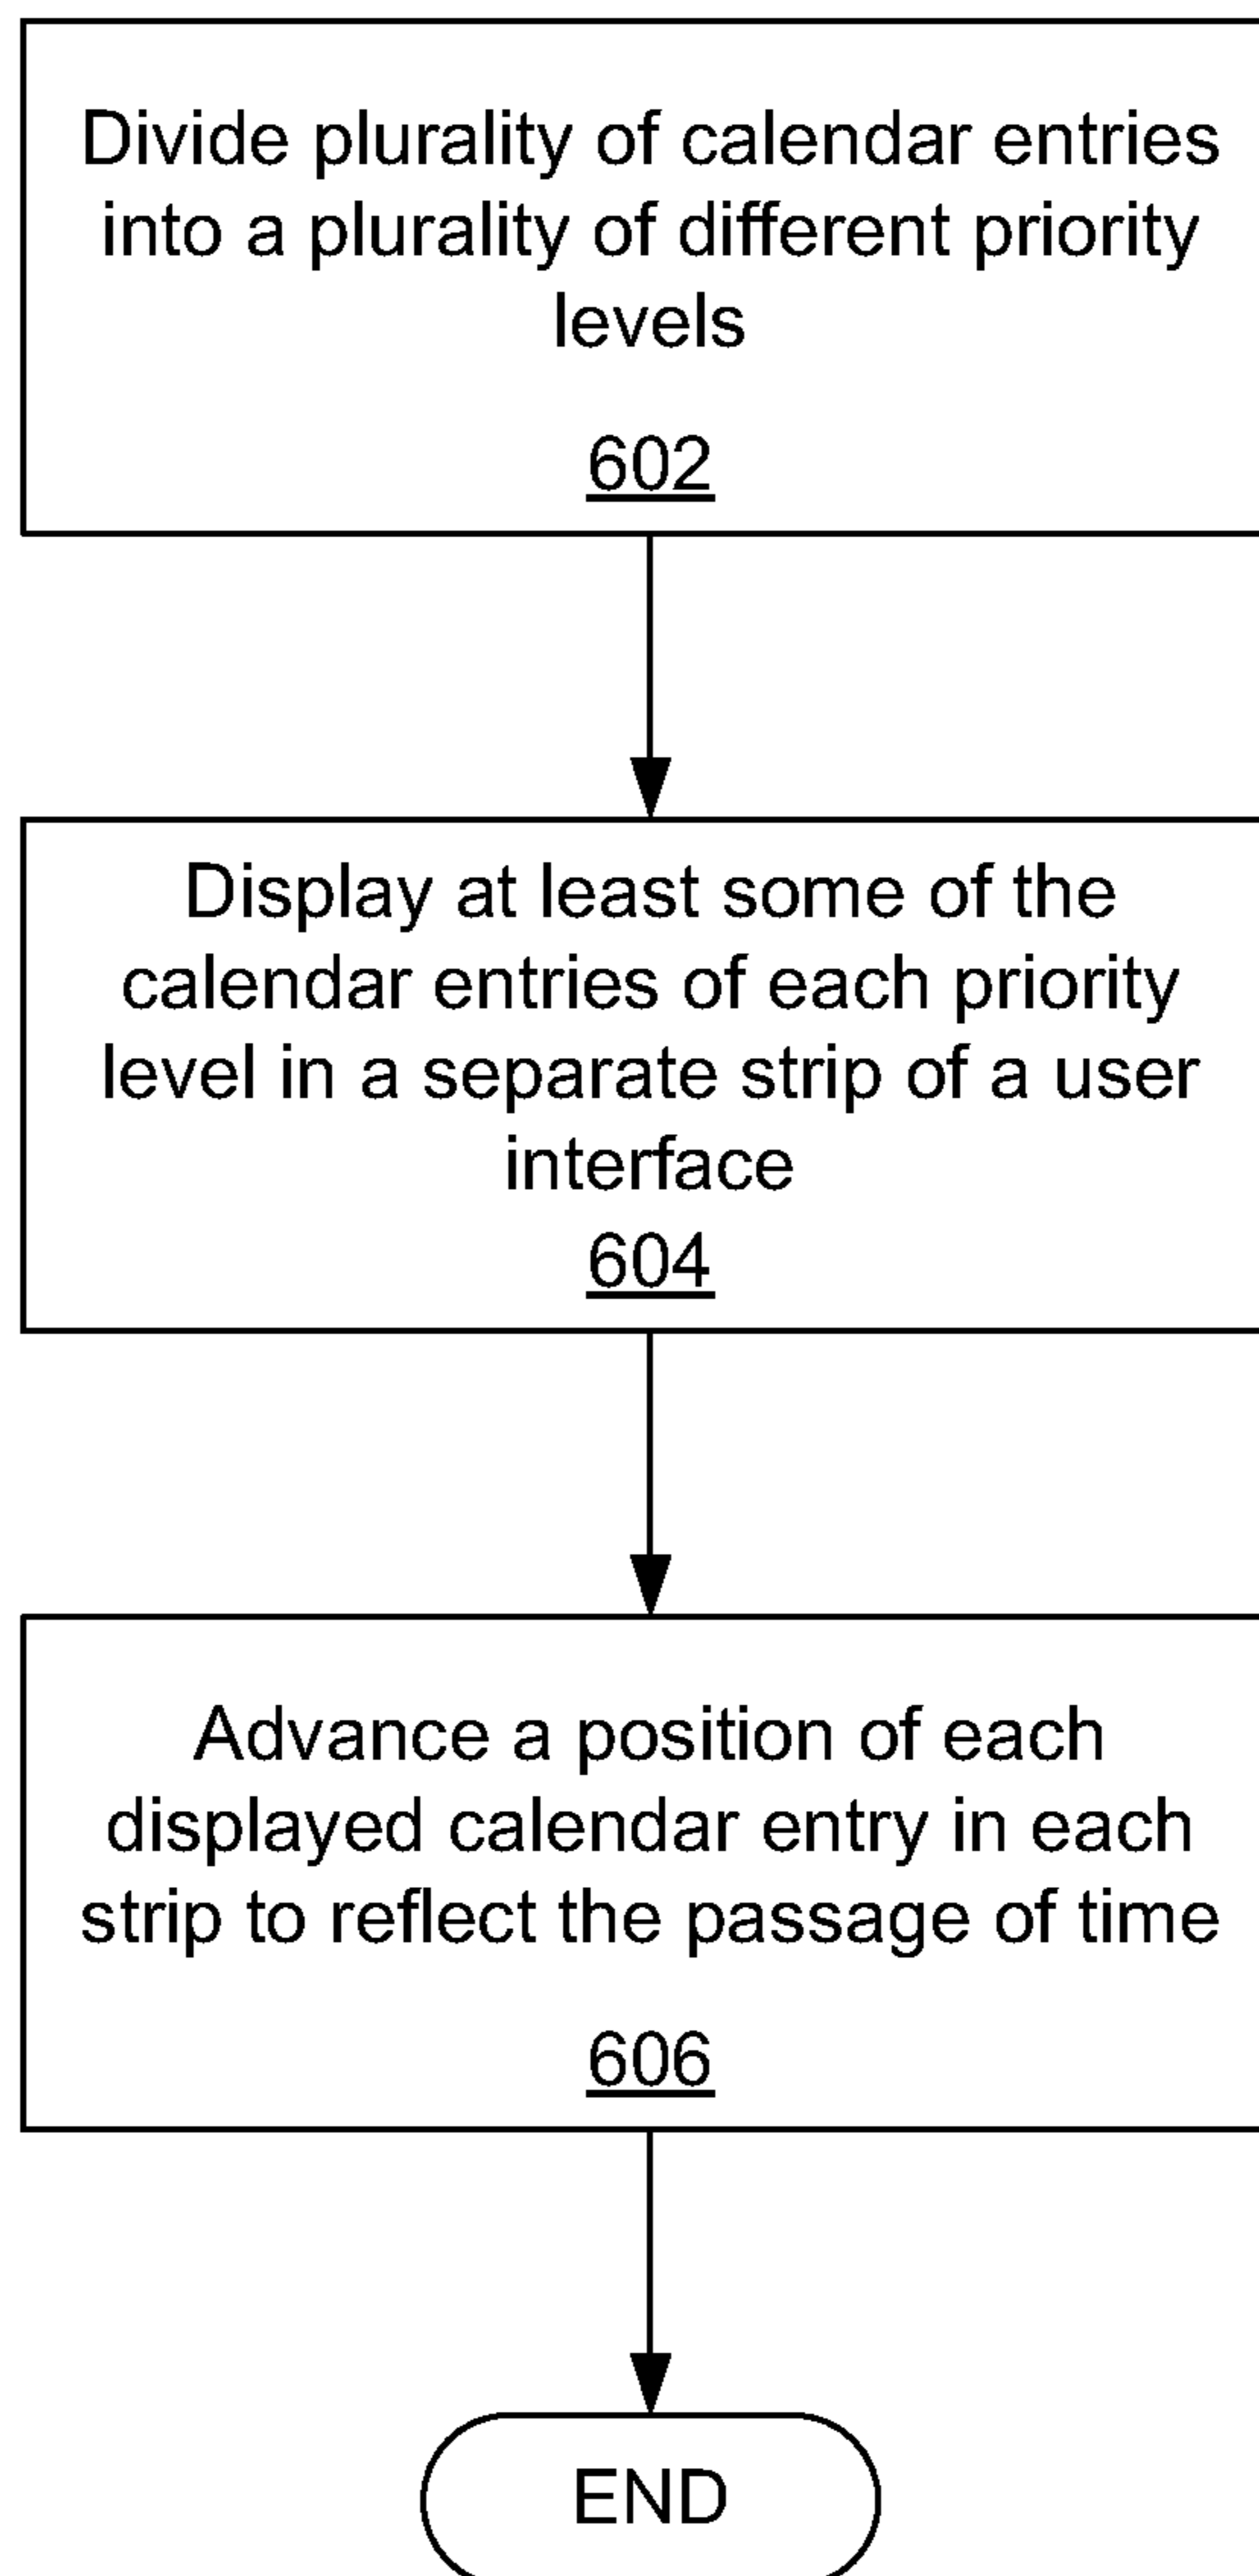 Divide plurality of calendar entries
into a plurality of different priority
levels
602
Display at least some of the
calendar entries of each priority
level in a separate strip of a user
interface
604
Advance a position of each
displayed calendar entry in each
strip to reflect the passage of time
606
END